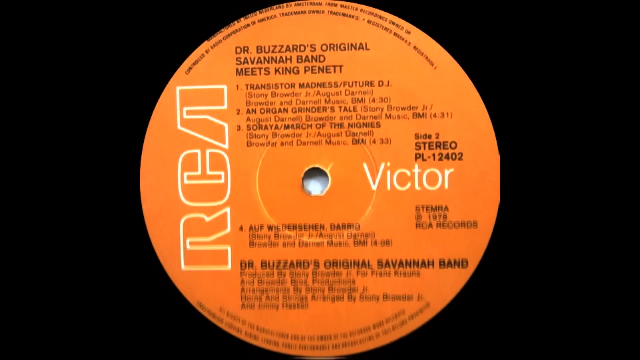 DR. BUZZARD'S ORIGINAL
SAVANNAH BAND
MEETS KING PENETT
1. TRANSISTOR MADNESS/FUTURE D.J.
(Stony Browder Jr./August Darnell)
Browder and Darnell Music, BMI (4:30)
2. AN ORGAN GRINDER'S TALE (Stony Browder Jr./
August Darnell) Browder and Darnell Music, BMI (4:31)
3. SORAYA/MARCH OF THE NIGNIES
(Stony Browder Jr./August Darnell)
Browder and Darnell Music, BMI (4:33)
Side 2
STEREO
PL-12402
RCA Victor
STEMRA
℗ 1978
RCA RECORDS
4. AUF WIEDERSEHEN, DARRIO
(Stony Browder Jr./August Darnell)
Browder and Darnell Music, BMI (4:08)
DR. BUZZARD'S ORIGINAL SAVANNAH BAND
Produced By Stony Browder Jr. For Franz Krauns
And Browder Bros. Productions
Arrangements By Stony Browder Jr.
Horns And Strings Arranged By Stony Browder Jr.
And Jimmy Haskell